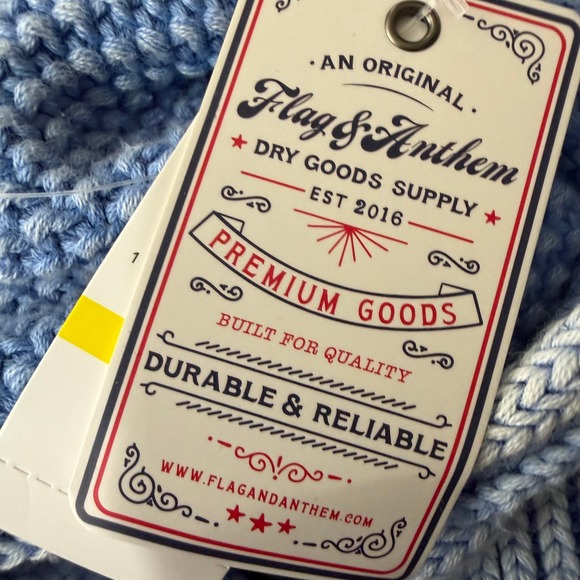 · AN ORIGINAL ·
Flag & Anthem
★ DRY GOODS SUPPLY ★
EST 2016
PREMIUM GOODS
BUILT FOR QUALITY
DURABLE & RELIABLE
WWW.FLAGANDANTHEM.COM
1